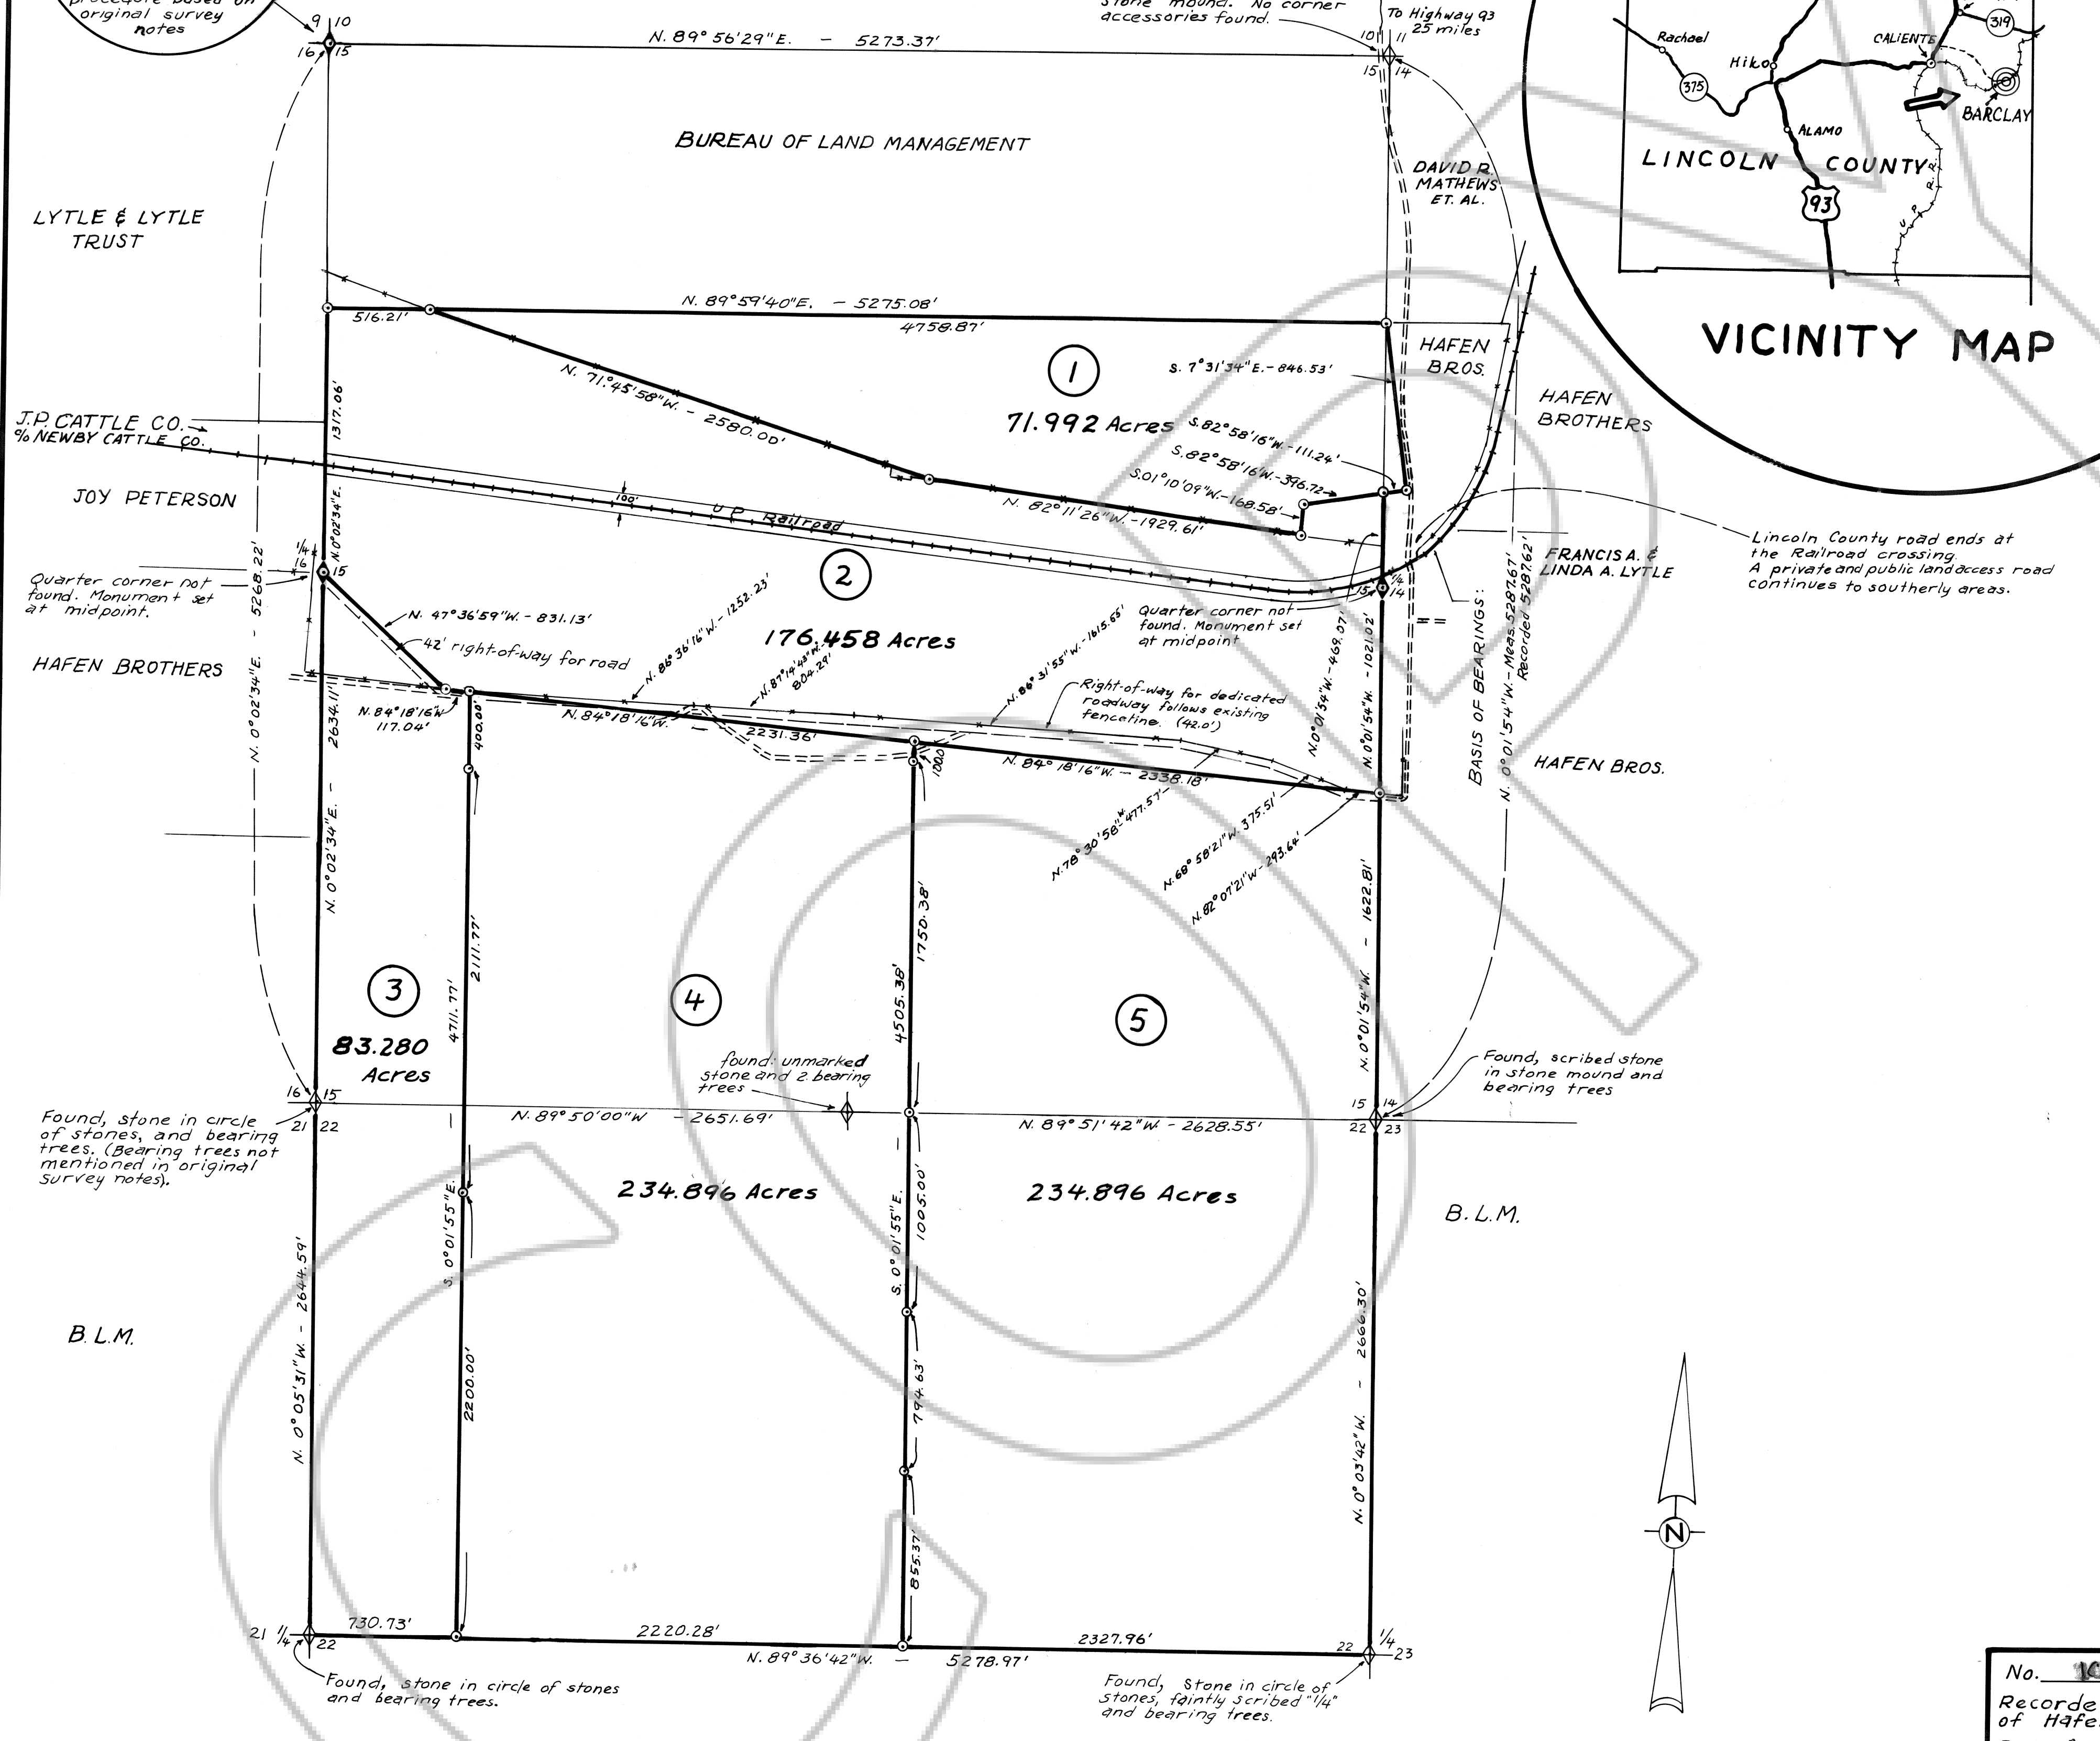 procedure based on
original survey
notes
9 10
16 15
N. 89° 56'29"E. – 5273.37'
stone mound. No corner
accessories found.
To Highway 93
25 miles
10 11
15 14
BUREAU OF LAND MANAGEMENT
DAVID R.
MATHEWS
ET. AL.
LYTLE & LYTLE
TRUST
Rachael
Hiko
375
ALAMO
CALIENTE
319
BARCLAY
LINCOLN COUNTY
93
U.P. R.R.
VICINITY MAP
N. 89°59'40"E. – 5275.08'
516.21'
4758.87'
1
71.992 Acres
S. 7°31'34"E.-846.53'
S.82°58'16"W.-111.24'
S.82°58'16"W.-396.72
S.01°10'09"W.-168.58'
N. 71°45'58"W. – 2580.00'
N. 82°11'26"W.-1929.61'
HAFEN
BROS.
HAFEN
BROTHERS
1317.06'
N.0°02'34"E.
J.P. CATTLE CO.
% NEWBY CATTLE CO.
JOY PETERSON
100'
U P Railroad
N. 0°02'34"E. - 5268.22'
1/4
16 15
Quarter corner not
found. Monument set
at midpoint.
HAFEN BROTHERS
2
176.458 Acres
N. 47°36'59"W. - 831.13'
42' right-of-way for road
N. 86°36'16"W. - 1252.23'
N.87°14'43"W.
804.29'
N.86°31'55"W.-1615.65'
Quarter corner not
found. Monument set
at midpoint
1/4
15 14
Right-of-way for dedicated
roadway follows existing
fenceline. (42.0')
N.0°01'54"W.-469.07'
N.0°01'54"W. - 1021.02'
BASIS OF BEARINGS:
N. 0°01'54"W.-Meas. 5287.67'
Recorded 5287.62'
FRANCIS A. &
LINDA A. LYTLE
Lincoln County road ends at
the Railroad crossing.
A private and public land access road
continues to southerly areas.
HAFEN BROS.
N.84°18'16"W
117.04'
400.00'
N.84°18'16"W. –
2231.36'
100.0
N. 84°18'16"W. – 2338.18'
N.78°30'58"W-477.57'
N.68°58'21"W. 375.51'
N.82°07'21"W-293.64'
N. 0°02'34"E. – 2634.11'
2111.77'
4711.77'
S. 0°01'55"E. –
2200.00'
1750.38'
4505.38'
S. 0°01'55"E. –
1005.00'
794.63'
855.37'
N. 0°01'54"W. - 1622.81'
3
83.280
Acres
4
found: unmarked
stone and 2 bearing
trees
5
Found, scribed stone
in stone mound and
bearing trees
16 15
21 22
15 14
22 23
N. 89°50'00"W – 2651.69'
N. 89°51'42"W - 2628.55'
Found, stone in circle
of stones, and bearing
trees. (Bearing trees not
mentioned in original
survey notes).
234.896 Acres
234.896 Acres
B.L.M.
B.L.M.
N. 0°05'31"W. - 2644.59'
N. 0°03'42"W. - 2666.30'
N
21 1/4 22
730.73'
2220.28'
2327.96'
N. 89°36'42"W. – 5278.97'
22 1/4 23
Found, stone in circle of stones
and bearing trees.
Found, Stone in circle of
stones, faintly scribed "1/4"
and bearing trees.
No.
Recorde
of Hafe